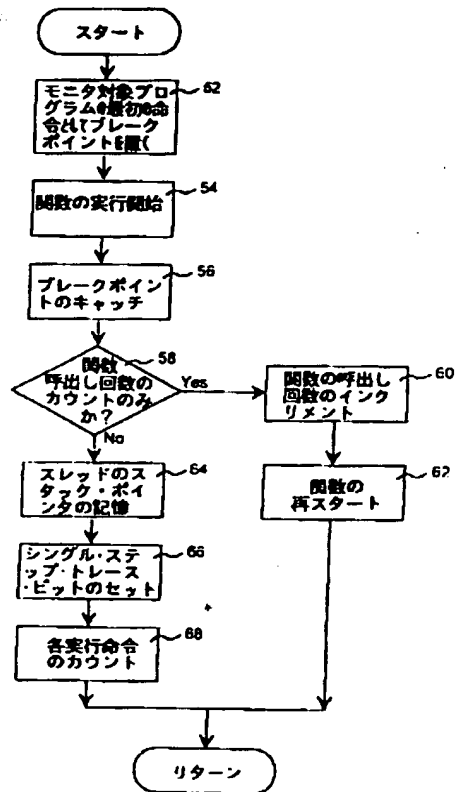 スタート
モニタ対象プロ
グラムの最初の命
令としてブレーク
ポイントを置く
62
関数の実行開始
54
ブレークポイン
トのキャッチ
56
関数
呼出し回数の
カウントのみ
か?
58
Yes
No
関数の呼出し
回数のインク
リメント
60
関数の
再スタート
62
スレッドのス
タック・ポイ
ンタの記憶
64
シングル・ステ
ップ・トレース
・ビットのセット
66
各実行命令
のカウント
68
リターン